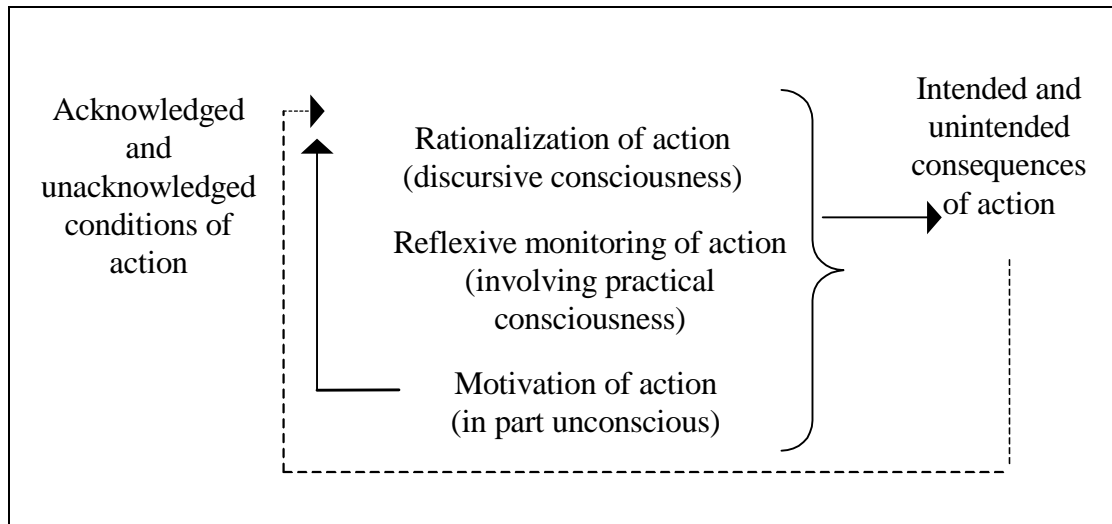 Acknowledged
and
unacknowledged
conditions of
action
Rationalization of action
(discursive consciousness)
Reflexive monitoring of action
(involving practical
consciousness)
Motivation of action
(in part unconscious)
Intended and
unintended
consequences
of action